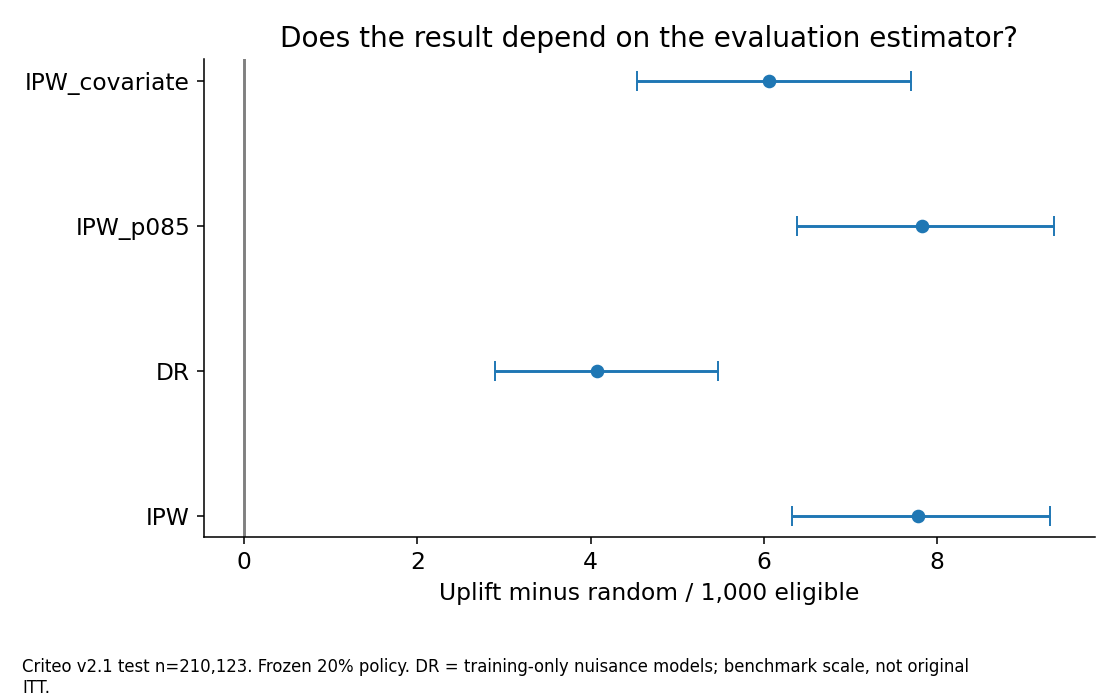 Does the result depend on the evaluation estimator?
IPW_covariate
IPW_p085
DR
IPW
0 2 4 6 8
Uplift minus random / 1,000 eligible
Criteo v2.1 test n=210,123. Frozen 20% policy. DR = training-only nuisance models; benchmark scale, not original
ITT.